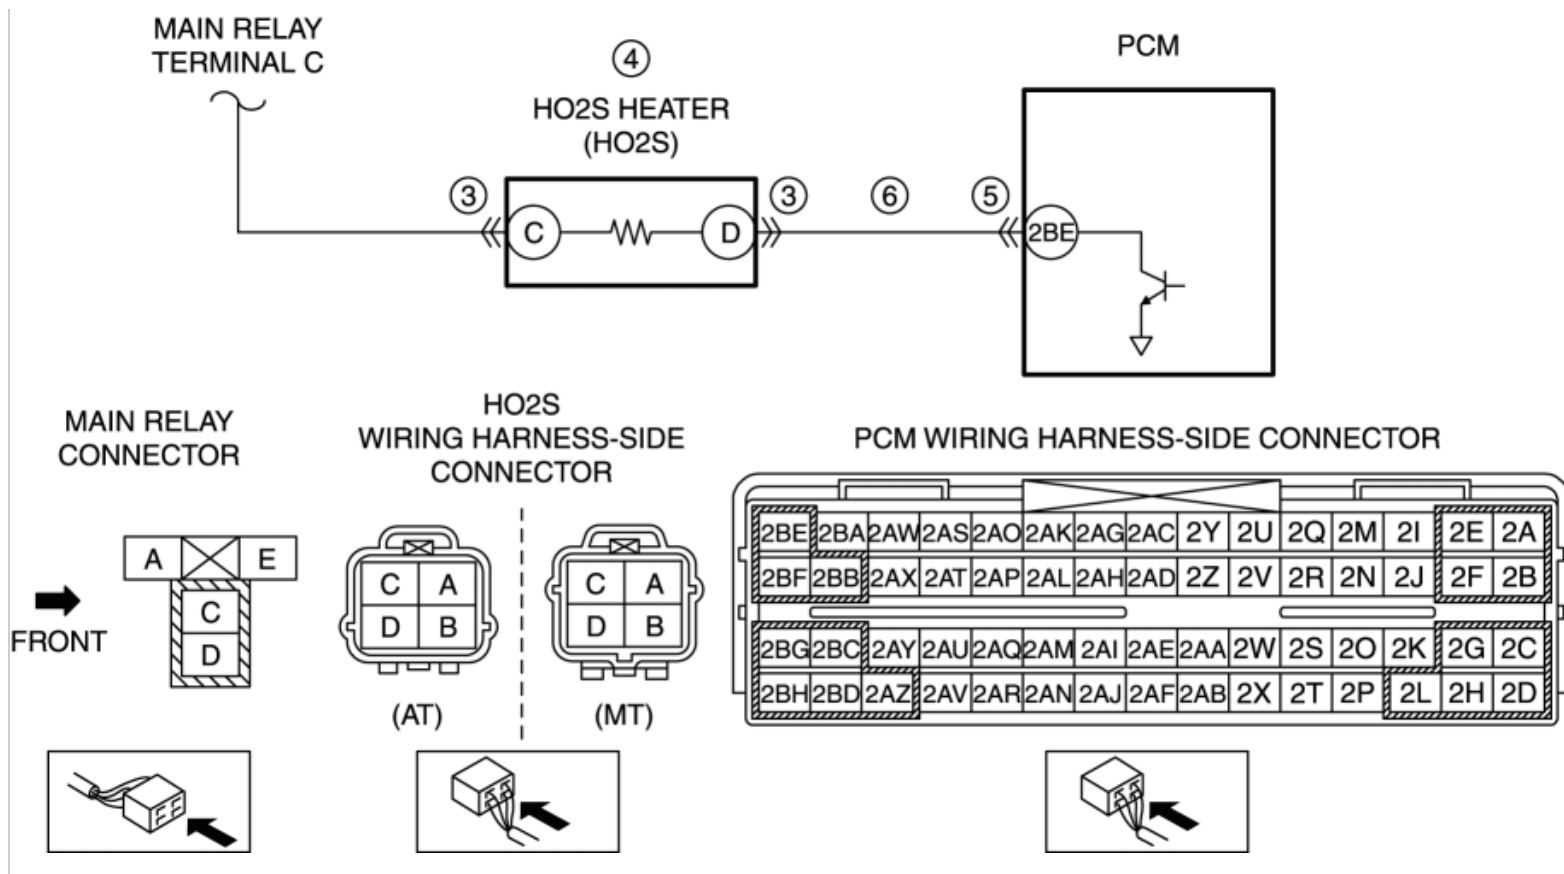 MAIN RELAY
TERMINAL C
④
HO2S HEATER
(HO2S)
PCM
③ C D ③ ⑥ ⑤ 2BE
MAIN RELAY
CONNECTOR
HO2S
WIRING HARNESS-SIDE
CONNECTOR
PCM WIRING HARNESS-SIDE CONNECTOR
A E
C
D
FRONT
C A
D B
(AT)
C A
D B
(MT)
2BE 2BA 2AW 2AS 2AO 2AK 2AG 2AC 2Y 2U 2Q 2M 2I 2E 2A
2BF 2BB 2AX 2AT 2AP 2AL 2AH 2AD 2Z 2V 2R 2N 2J 2F 2B
2BG 2BC 2AY 2AU 2AQ 2AM 2AI 2AE 2AA 2W 2S 2O 2K 2G 2C
2BH 2BD 2AZ 2AV 2AR 2AN 2AJ 2AF 2AB 2X 2T 2P 2L 2H 2D